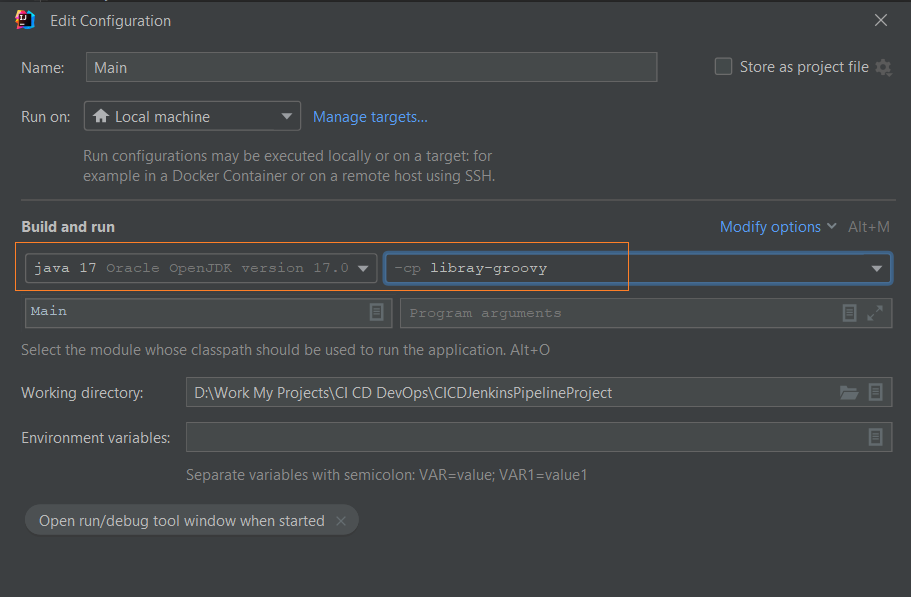 Edit Configuration
Name: Main Store as project file
Run on: Local machine Manage targets...
Run configurations may be executed locally or on a target: for
example in a Docker Container or on a remote host using SSH.
Build and run Modify options Alt+M
java 17 Oracle OpenJDK version 17.0 -cp libray-groovy
Main Program arguments
Select the module whose classpath should be used to run the application. Alt+O
Working directory: D:\Work My Projects\CI CD DevOps\CICDJenkinsPipelineProject
Environment variables:
Separate variables with semicolon: VAR=value; VAR1=value1
Open run/debug tool window when started